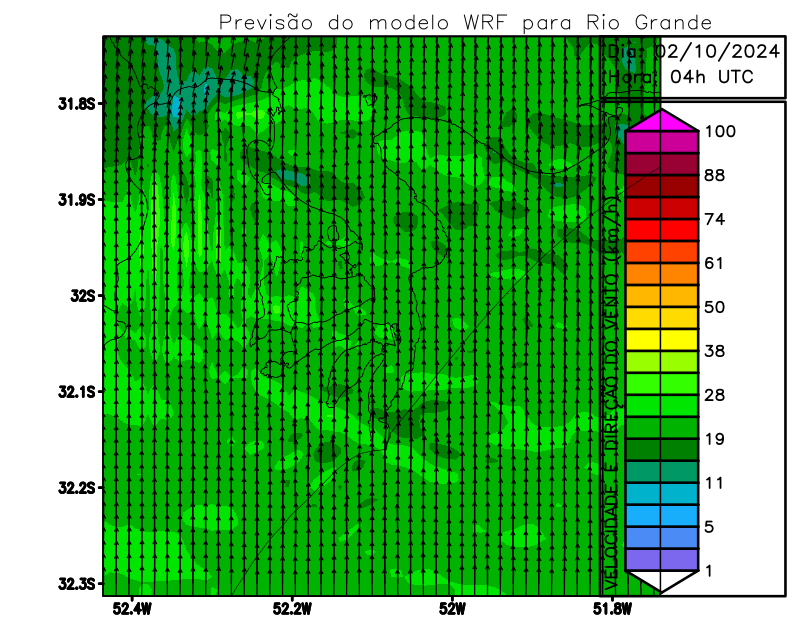 Previsão do modelo WRF para Rio Grande
Dia: 02/10/2024
Hora: 04h UTC
31.8S
31.9S
32S
32.1S
32.2S
32.3S
52.4W
52.2W
52W
51.8W
VELOCIDADE E DIREÇÃO DO VENTO (km/h)
100
88
74
61
50
38
28
19
11
5
1